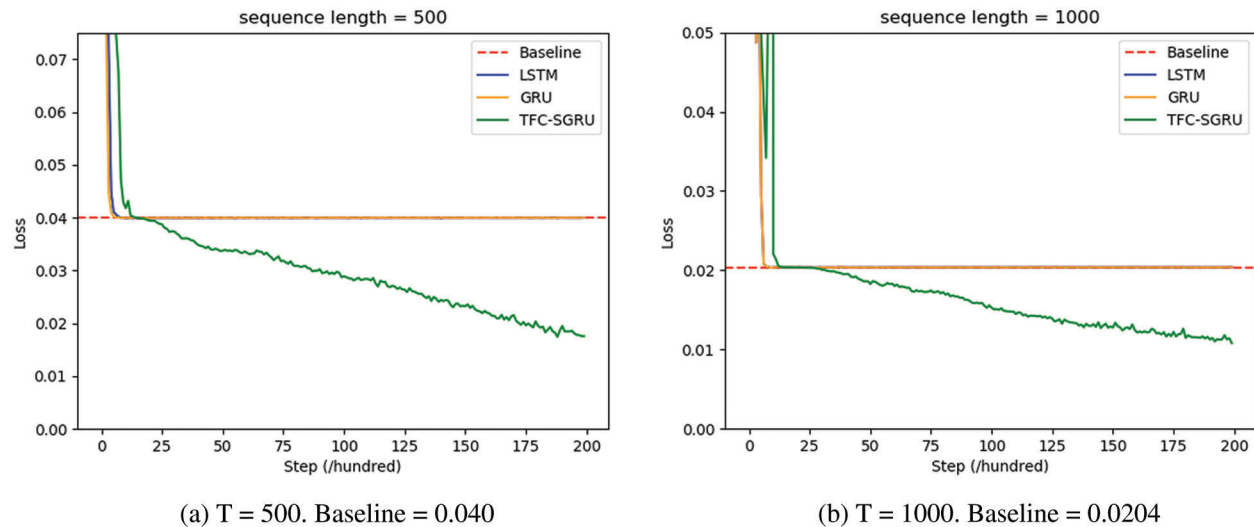 sequence length = 500
0.07
0.06
0.05
0.04
0.03
0.02
0.01
0.00
Loss
0 25 50 75 100 125 150 175 200
Step (/hundred)
Baseline
LSTM
GRU
TFC-SGRU
(a) T = 500. Baseline = 0.040
sequence length = 1000
0.05
0.04
0.03
0.02
0.01
0.00
Loss
0 25 50 75 100 125 150 175 200
Step (/hundred)
Baseline
LSTM
GRU
TFC-SGRU
(b) T = 1000. Baseline = 0.0204